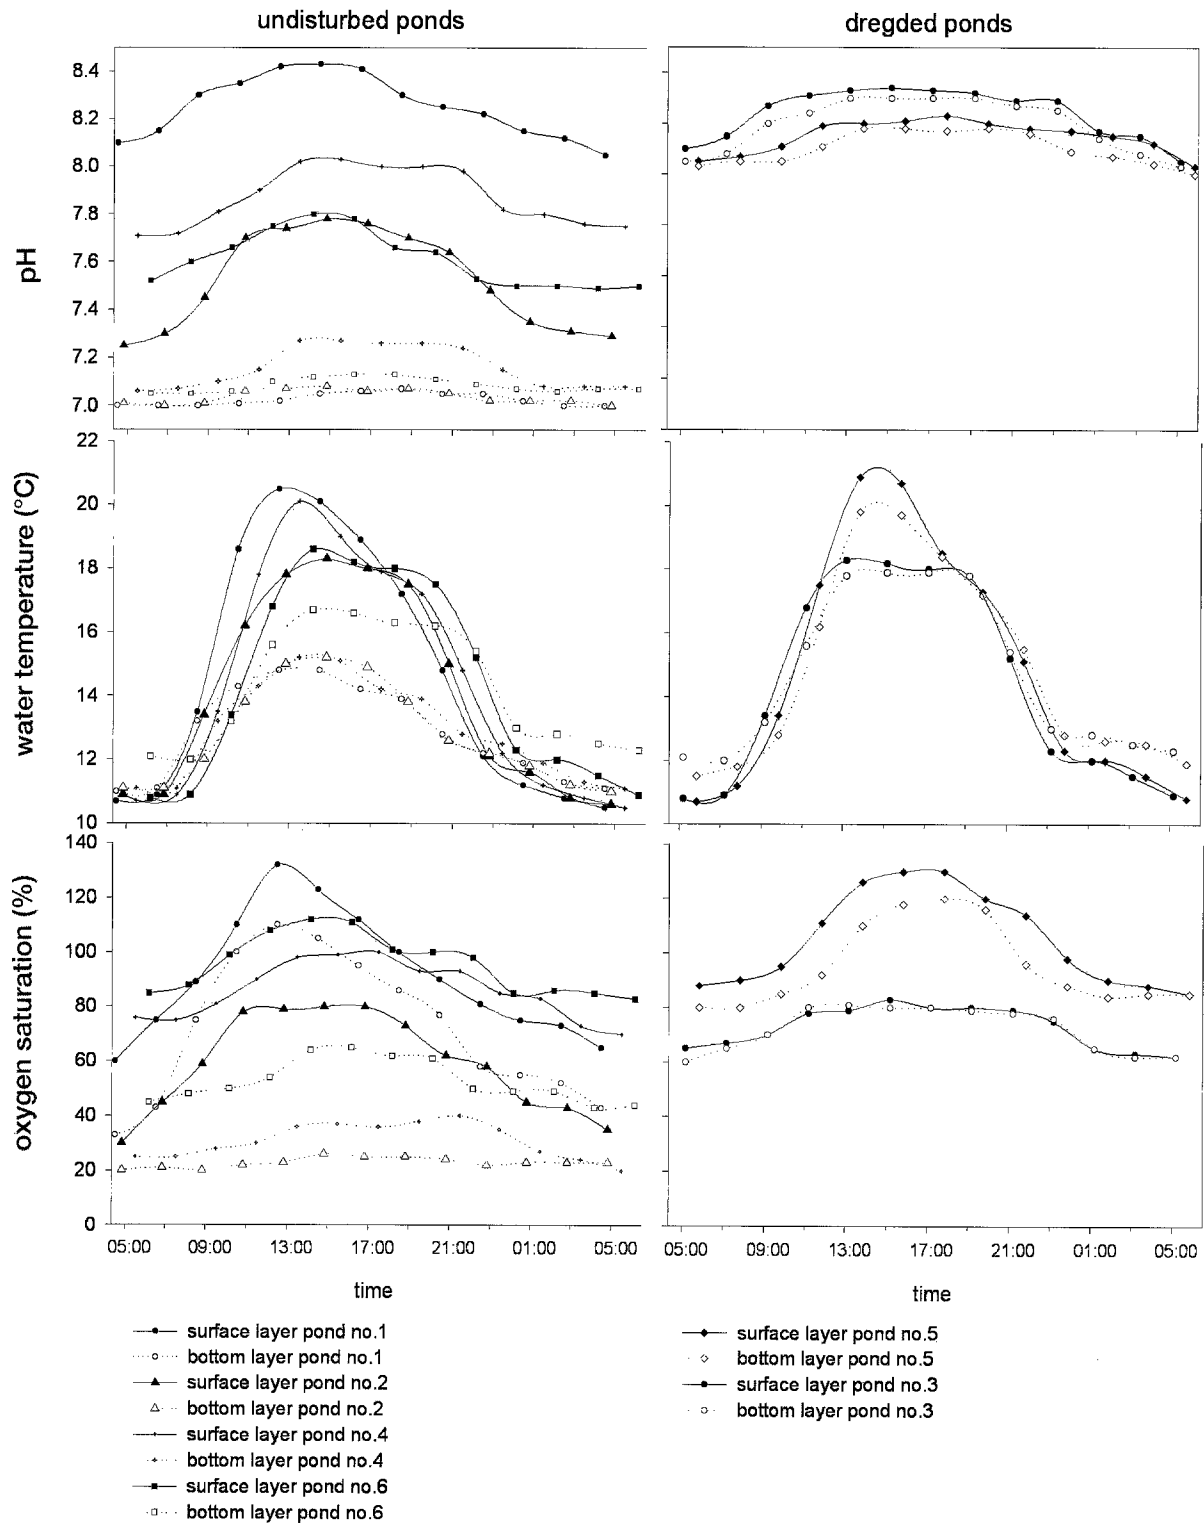 undisturbed ponds
dregded ponds
pH
8.4
8.2
8.0
7.8
7.6
7.4
7.2
7.0
water temperature (°C)
22
20
18
16
14
12
10
oxygen saturation (%)
140
120
100
80
60
40
20
0
05:00 09:00 13:00 17:00 21:00 01:00 05:00
05:00 09:00 13:00 17:00 21:00 01:00 05:00
time
time
surface layer pond no.1
bottom layer pond no.1
surface layer pond no.2
bottom layer pond no.2
surface layer pond no.4
bottom layer pond no.4
surface layer pond no.6
bottom layer pond no.6
surface layer pond no.5
bottom layer pond no.5
surface layer pond no.3
bottom layer pond no.3